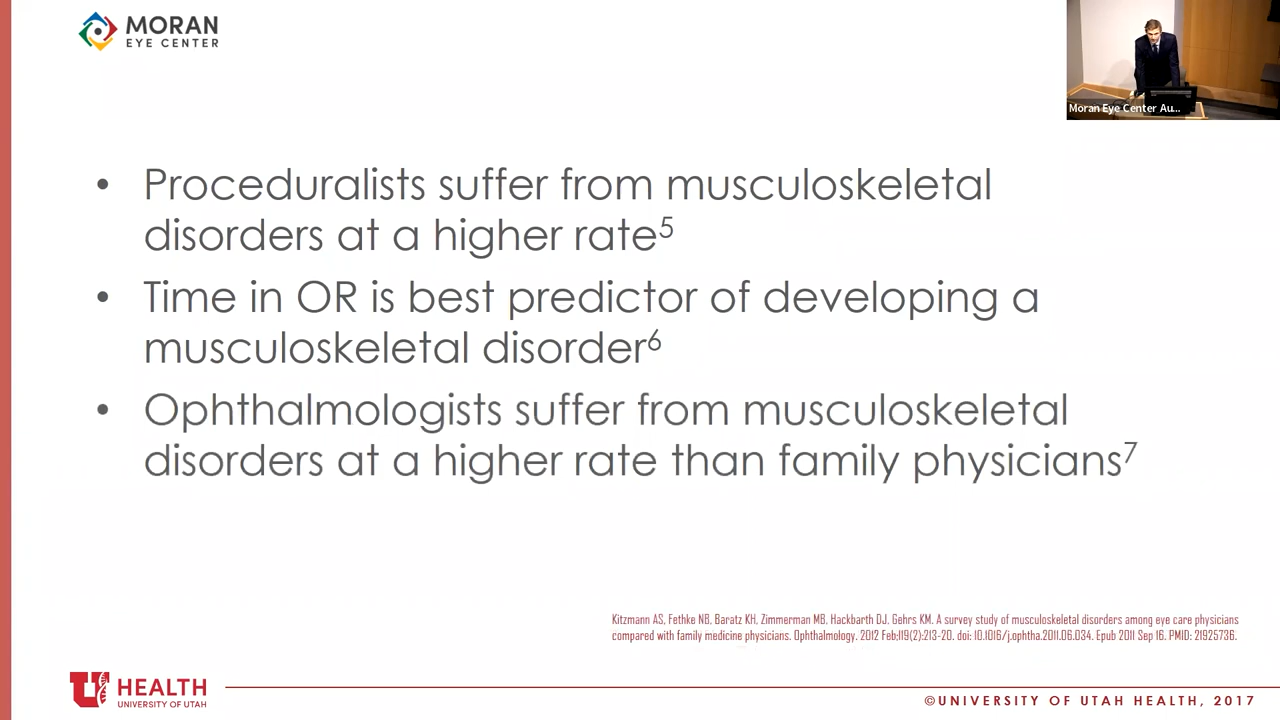 MORAN
EYE CENTER
Moran Eye Center Au...
• Proceduralists suffer from musculoskeletal
disorders at a higher rate5
• Time in OR is best predictor of developing a
musculoskeletal disorder6
• Ophthalmologists suffer from musculoskeletal
disorders at a higher rate than family physicians7
Kitzmann AS, Fethke NB, Baratz KH, Zimmerman MB, Hackbarth DJ, Gehrs KM. A survey study of musculoskeletal disorders among eye care physicians
compared with family medicine physicians. Ophthalmology. 2012 Feb;119(2):213-20. doi: 10.1016/j.ophtha.2011.06.034. Epub 2011 Sep 16. PMID: 21925736.
U HEALTH
UNIVERSITY OF UTAH
©UNIVERSITY OF UTAH HEALTH, 2017